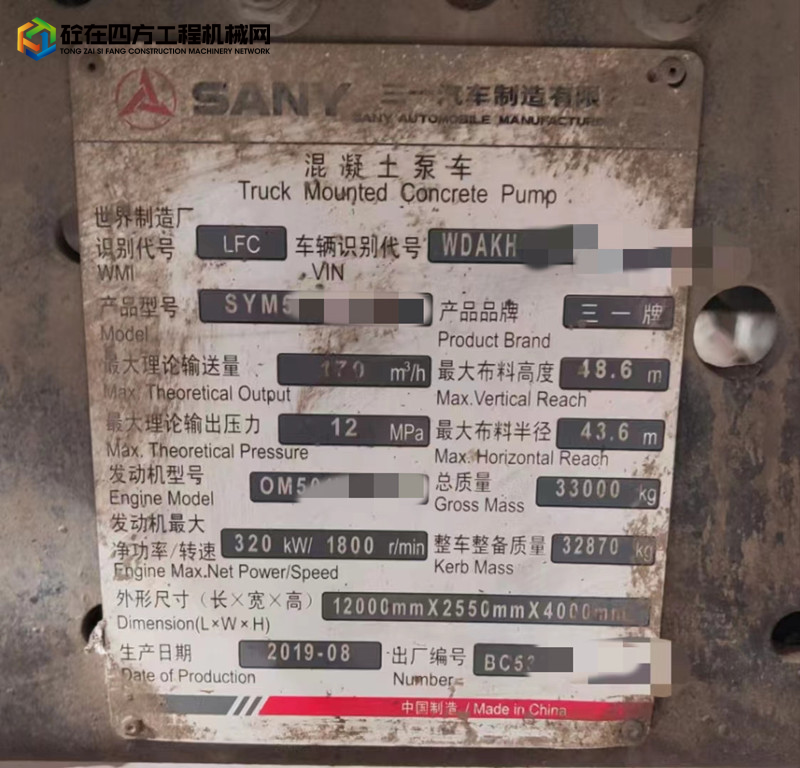 砼在四方工程机械网
TONG ZAI SI FANG CONSTRUCTION MACHINERY NETWORK
SANY 三一汽车制造有限
SANY AUTOMOBILE MANUFACTUR
混凝土泵车
Truck Mounted Concrete Pump
世界制造厂
识别代号 LFC 车辆识别代号 WDAKH
WMI VIN
产品型号 SYM5 产品品牌 三一牌
Model Product Brand
最大理论输送量 170 m³/h 最大布料高度 48.6 m
Max. Theoretical Output Max.Vertical Reach
最大理论输出压力 12 MPa 最大布料半径 43.6 m
Max. Theoretical Pressure Max. Horizontal Reach
发动机型号 OM50 总质量 33000 kg
Engine Model Gross Mass
发动机最大
净功率/转速 320 kW/ 1800 r/min 整车整备质量 32870 kg
Engine Max.Net Power/Speed Kerb Mass
外形尺寸（长×宽×高） 12000mmX2550mmX4000mm
Dimension(L×W×H)
生产日期 2019-08 出厂编号 BC53
Date of Production Number
中国制造 / Made in China